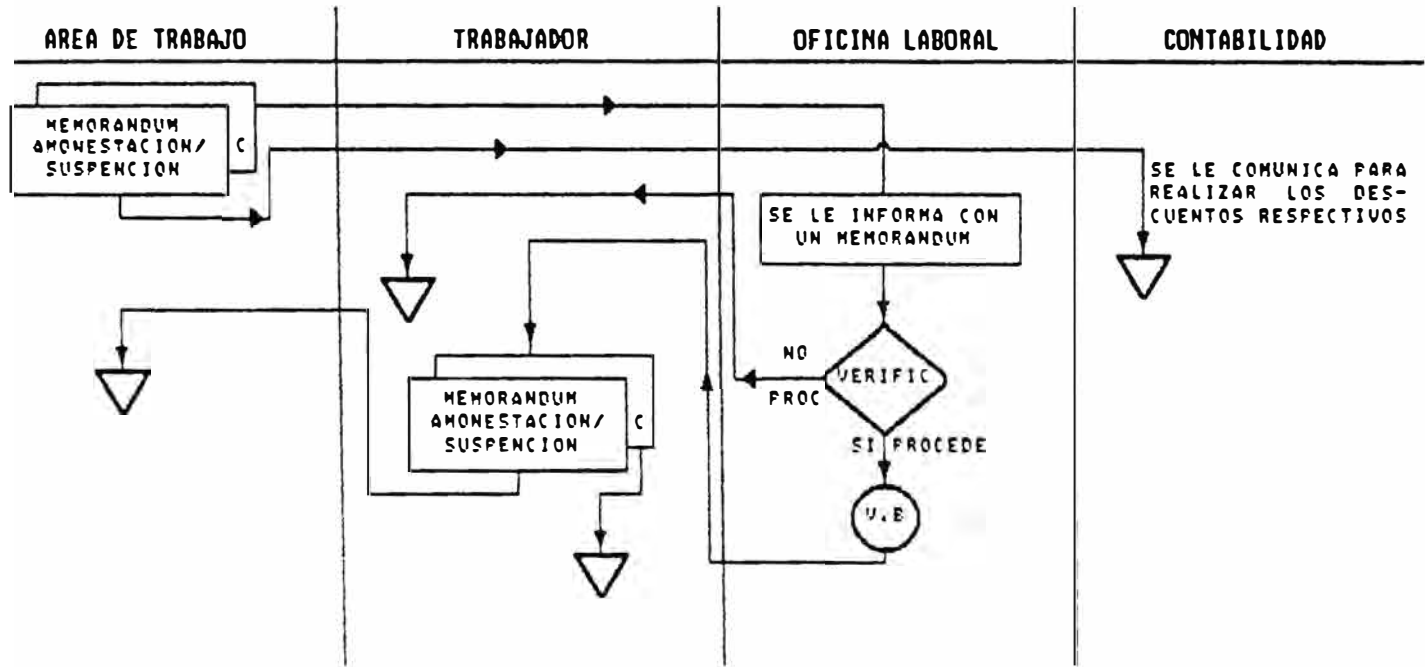 AREA DE TRABAJO
TRABAJADOR
OFICINA LABORAL
CONTABILIDAD
MEMORANDUM
AMONESTACION/
SUSPENCION
C
SE LE COMUNICA PARA
REALIZAR LOS DES-
CUENTOS RESPECTIVOS
SE LE INFORMA CON
UN MEMORANDUM
VERIFIC
NO
PROC
MEMORANDUM
AMONESTACION/
SUSPENCION
C
SI PROCEDE
V.B